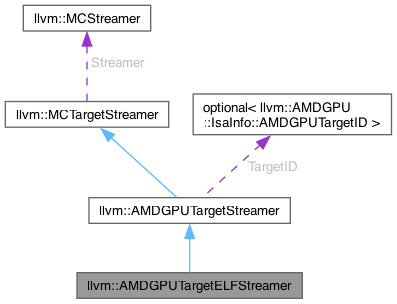 llvm::MCStreamer
Streamer
llvm::MCTargetStreamer
optional< llvm::AMDGPU
::IsaInfo::AMDGPUTargetID >
TargetID
llvm::AMDGPUTargetStreamer
llvm::AMDGPUTargetELFStreamer